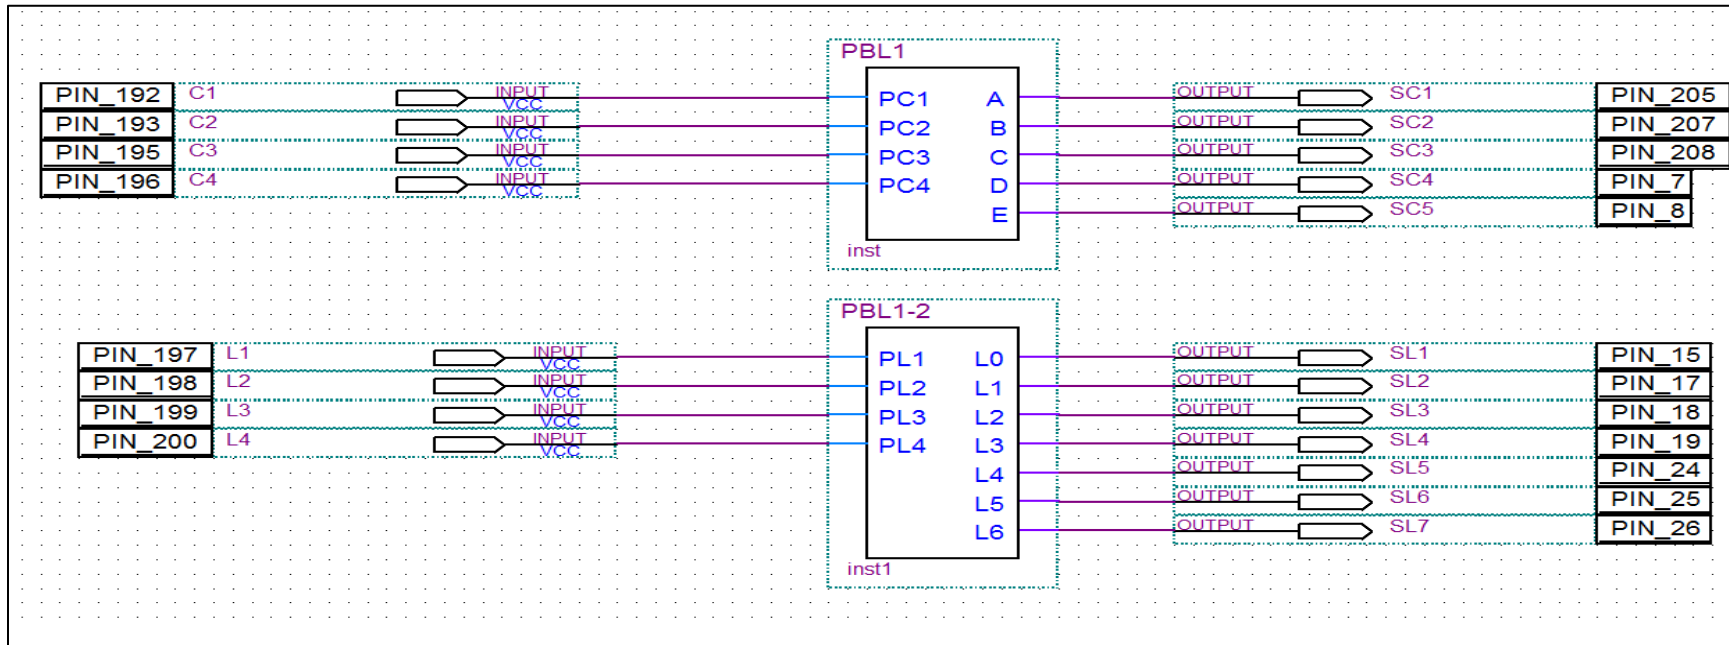 PBL1
PIN_192 C1 INPUT VCC PC1 A OUTPUT SC1 PIN_205
PIN_193 C2 INPUT VCC PC2 B OUTPUT SC2 PIN_207
PIN_195 C3 INPUT VCC PC3 C OUTPUT SC3 PIN_208
PIN_196 C4 INPUT VCC PC4 D OUTPUT SC4 PIN_7
E OUTPUT SC5 PIN_8
inst
PBL1-2
PIN_197 L1 INPUT VCC PL1 L0 OUTPUT SL1 PIN_15
PIN_198 L2 INPUT VCC PL2 L1 OUTPUT SL2 PIN_17
PIN_199 L3 INPUT VCC PL3 L2 OUTPUT SL3 PIN_18
PIN_200 L4 INPUT VCC PL4 L3 OUTPUT SL4 PIN_19
L4 OUTPUT SL5 PIN_24
L5 OUTPUT SL6 PIN_25
L6 OUTPUT SL7 PIN_26
inst1